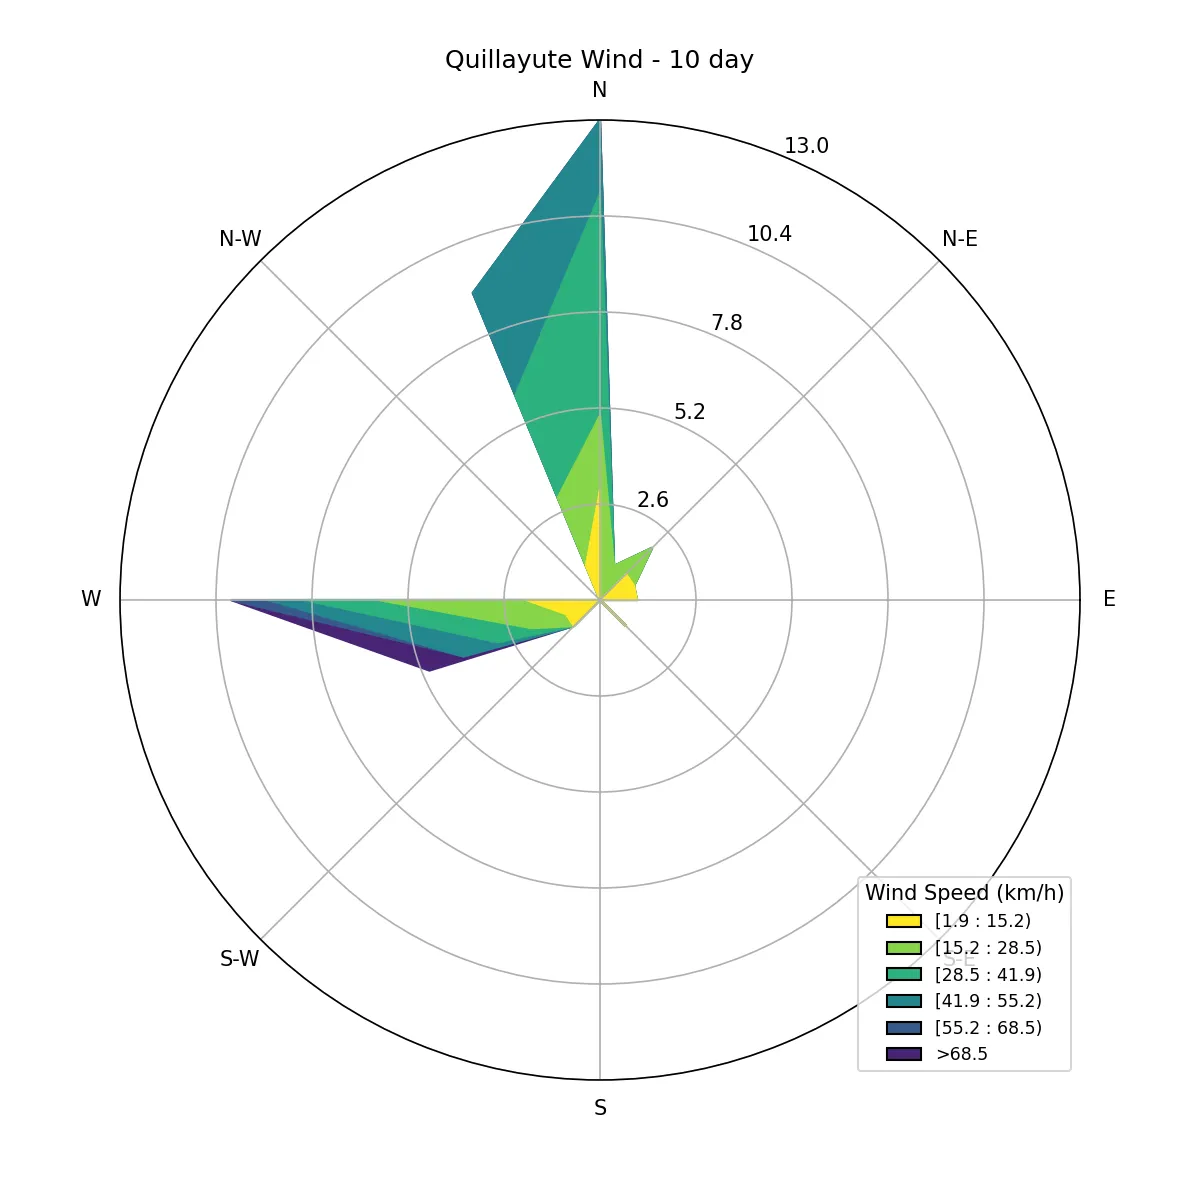 Quillayute Wind - 10 day
N
13.0
N-W
10.4
N-E
7.8
5.2
2.6
W
E
S-W
S-E
S
Wind Speed (km/h)
[1.9 : 15.2)
[15.2 : 28.5)
[28.5 : 41.9)
[41.9 : 55.2)
[55.2 : 68.5)
>68.5